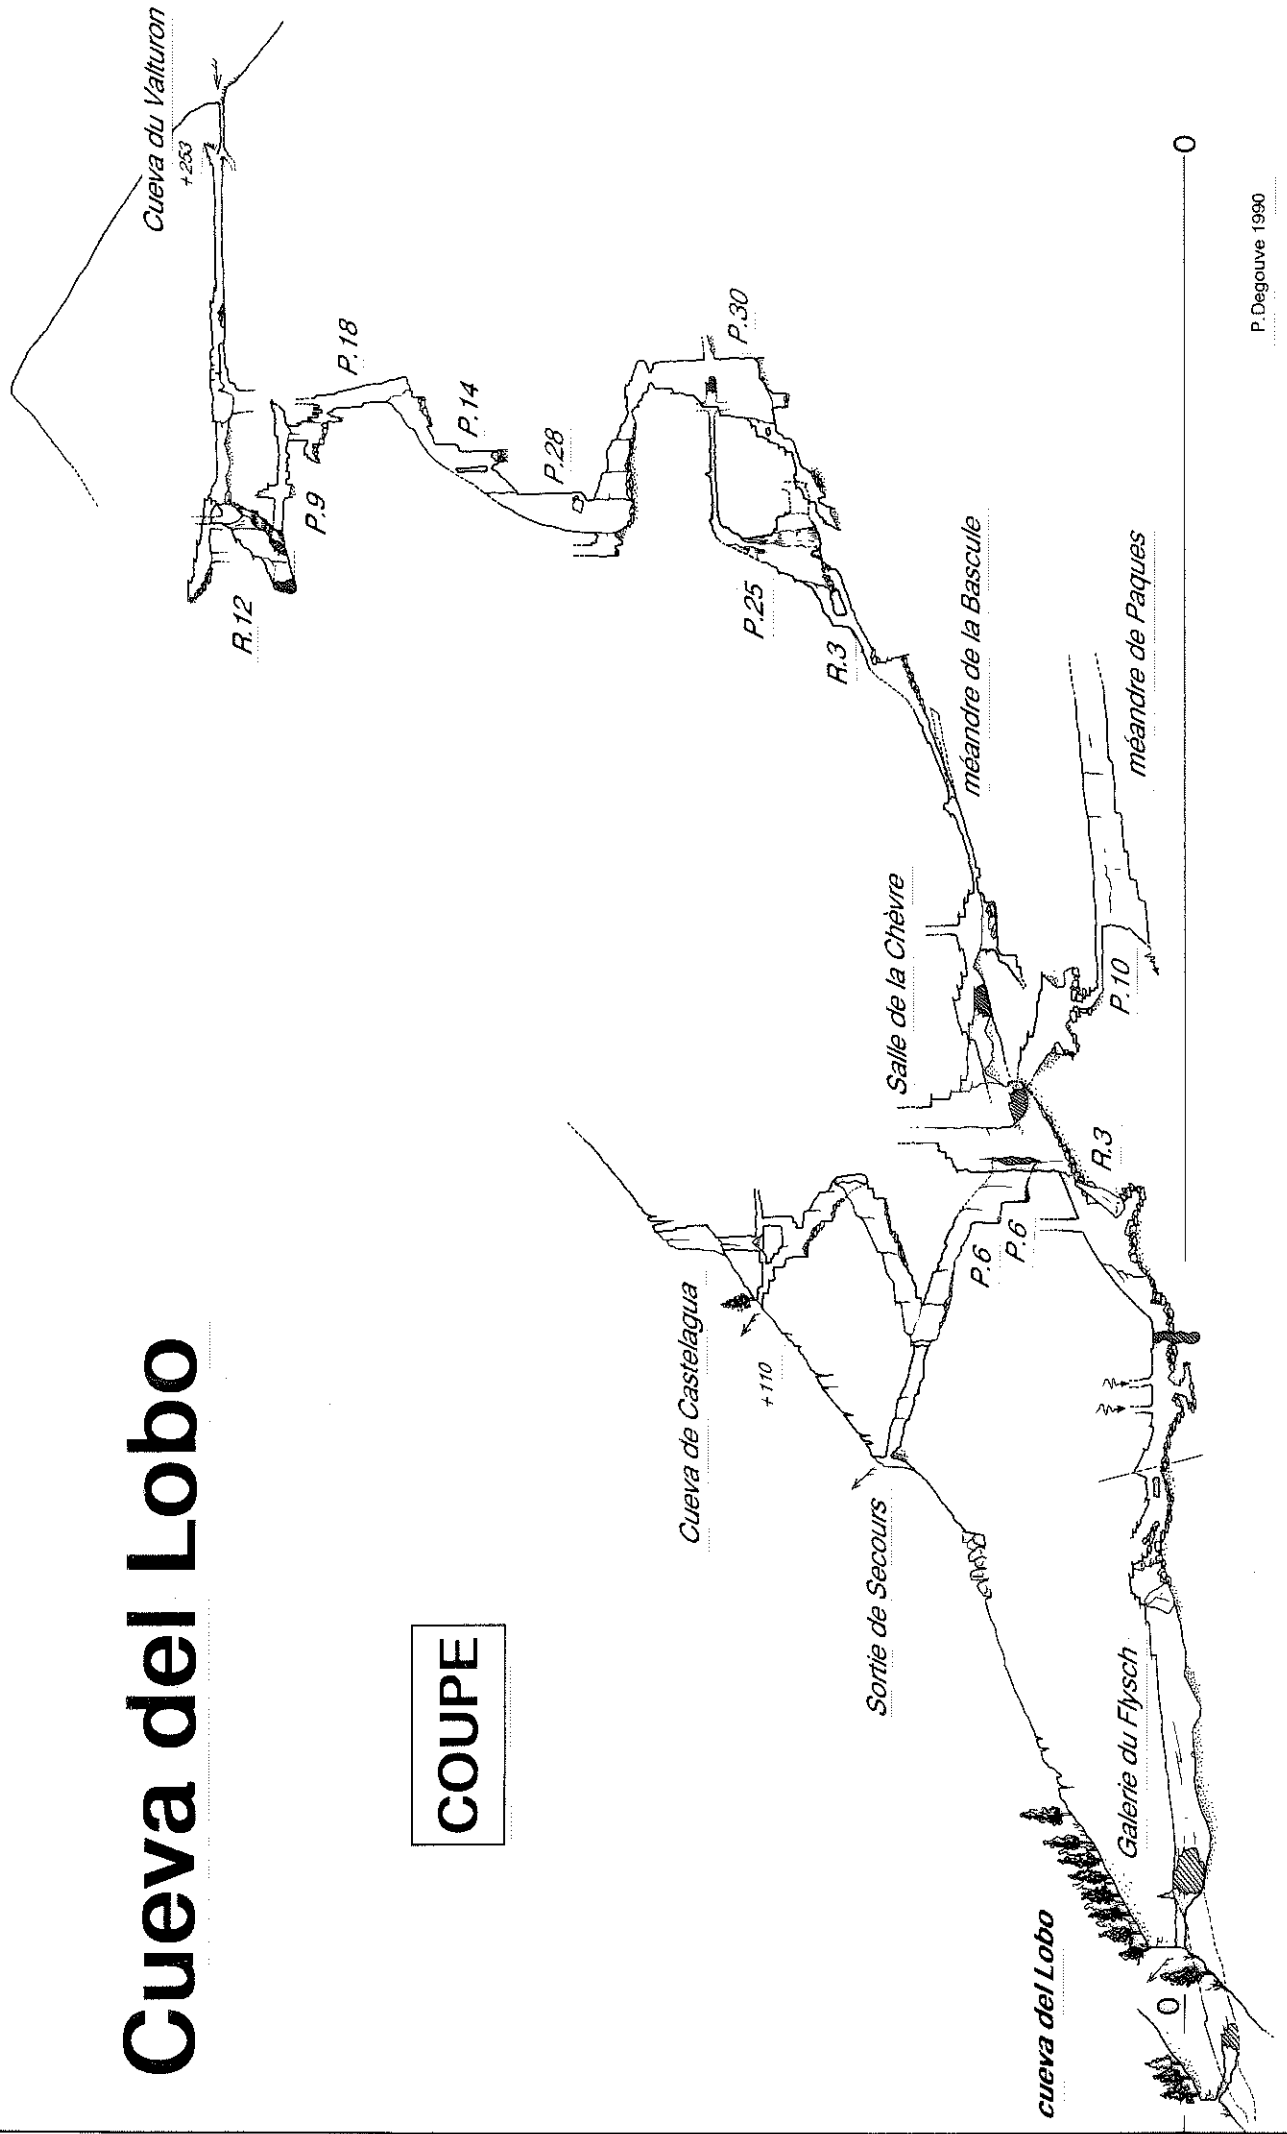 Cueva del Lobo
COUPE
Cueva du Valturon
+253
R.12
P.9
P.18
P.14
P.28
P.30
P.25
R.3
méandre de la Bascule
méandre de Paques
Salle de la Chèvre
P.10
R.3
P.6
P.6
Cueva de Castelagua
+110
Sortie de Secours
Galerie du Flysch
cueva del Lobo
O
O
P.Degouve 1990